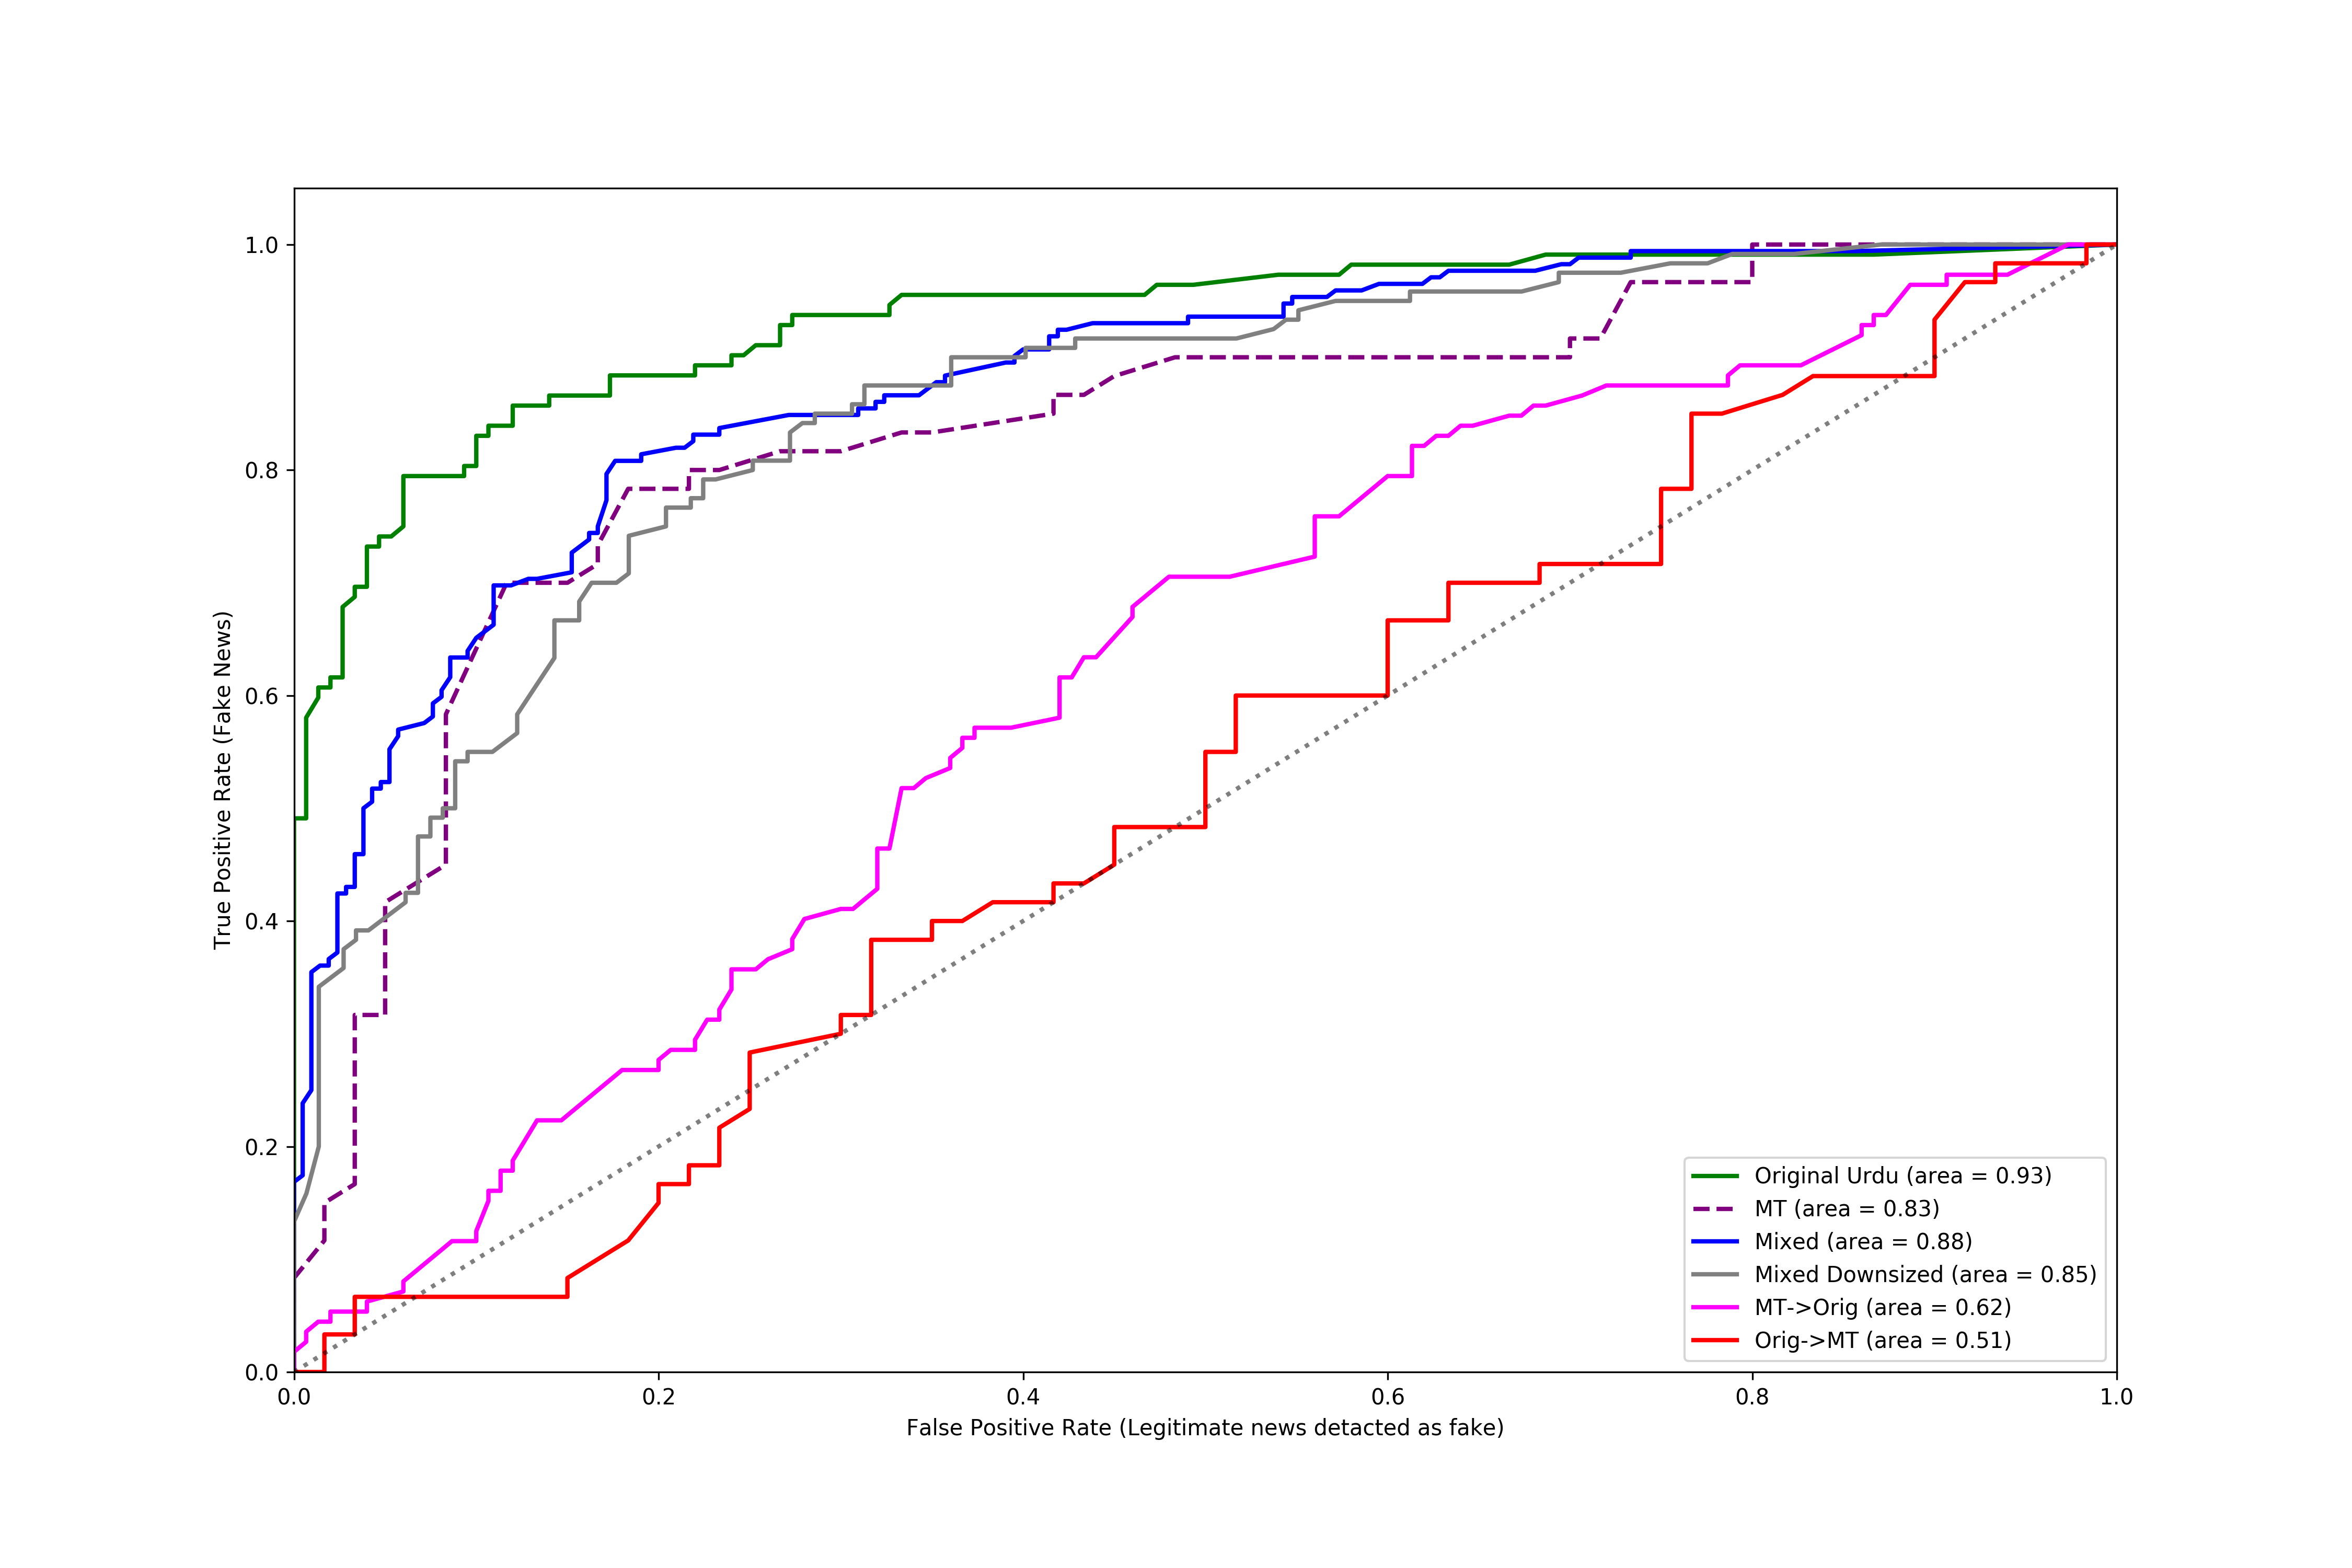 True Positive Rate (Fake News)
1.0
0.8
0.6
0.4
0.2
0.0
0.0 0.2 0.4 0.6 0.8 1.0
False Positive Rate (Legitimate news detacted as fake)
Original Urdu (area = 0.93)
MT (area = 0.83)
Mixed (area = 0.88)
Mixed Downsized (area = 0.85)
MT->Orig (area = 0.62)
Orig->MT (area = 0.51)